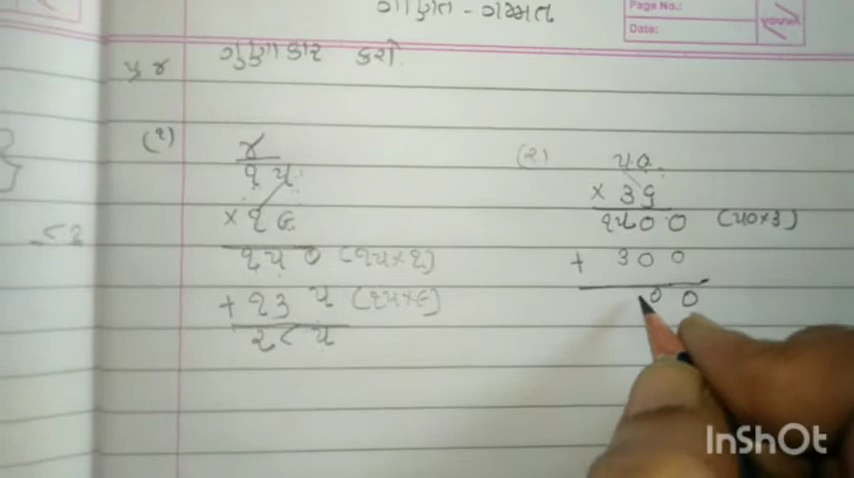 ગણિત - ગમ્મત
Page No.:
Date:
YOUVA
પ્ર ૪ ગુણાકાર કરો.
(૧)
૪
૧૫
× ૧૯
૧૫૦ (૧૫×૧)
+ ૧૩૫ (૧૫×૯)
૨૮૫
(૨)
૫૦
× ૩૬
૧૫૦૦ (૫૦×૩)
+ ૩૦૦
૦૦
InShOt